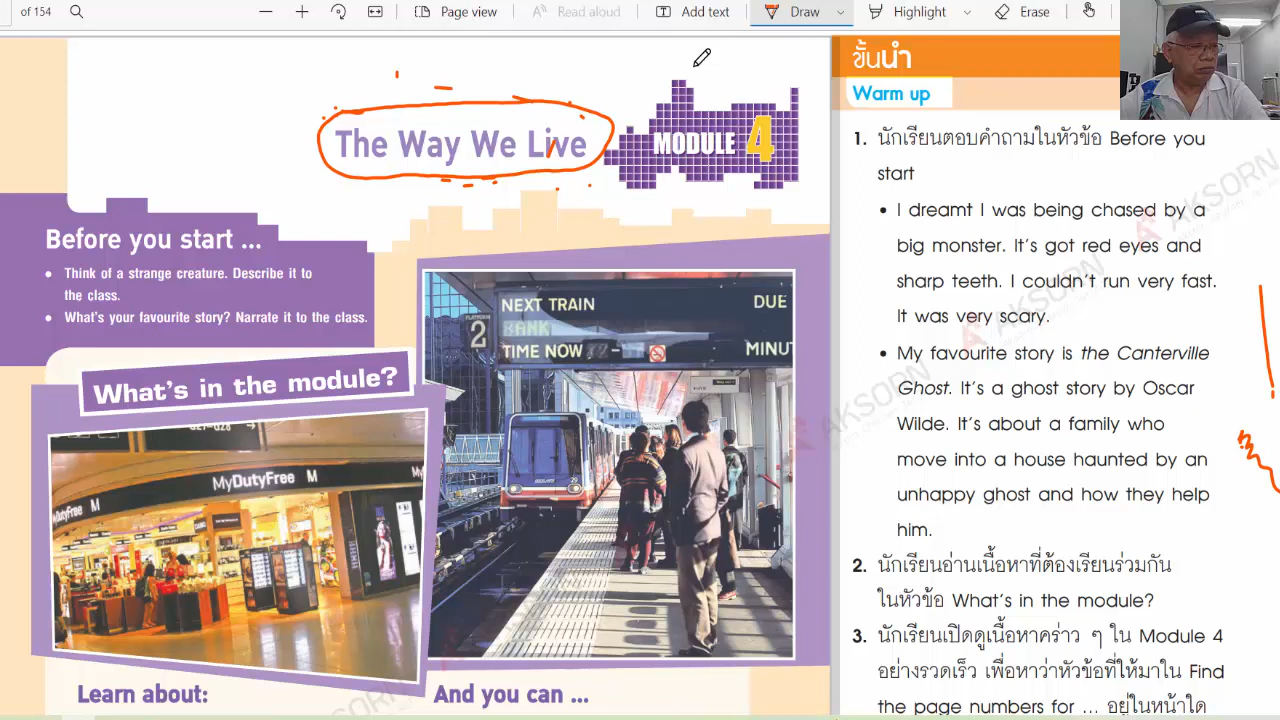 of 154
Page view
Read aloud
Add text
Draw
Highlight
Erase
The Way We Live
MODULE 4
Before you start ...
• Think of a strange creature. Describe it to
the class.
• What's your favourite story? Narrate it to the class.
What's in the module?
MyDutyFree M
NEXT TRAIN DUE
BANK
TIME NOW
MINU
PLATFORM
2
Learn about:
And you can ...
ขั้นนำ
Warm up
1. นักเรียนตอบคำถามในหัวข้อ Before you
start
• I dreamt I was being chased by a
big monster. It's got red eyes and
sharp teeth. I couldn't run very fast.
It was very scary.
• My favourite story is the Canterville
Ghost. It's a ghost story by Oscar
Wilde. It's about a family who
move into a house haunted by an
unhappy ghost and how they help
him.
2. นักเรียนอ่านเนื้อหาที่ต้องเรียนร่วมกัน
ในหัวข้อ What's in the module?
3. นักเรียนเปิดดูเนื้อหาคร่าว ๆ ใน Module 4
อย่างรวดเร็ว เพื่อหาว่าหัวข้อที่ให้มาใน Find
the page numbers for ... อยู่ในหน้าใด
AKSORN
AKSORN
AKSORN